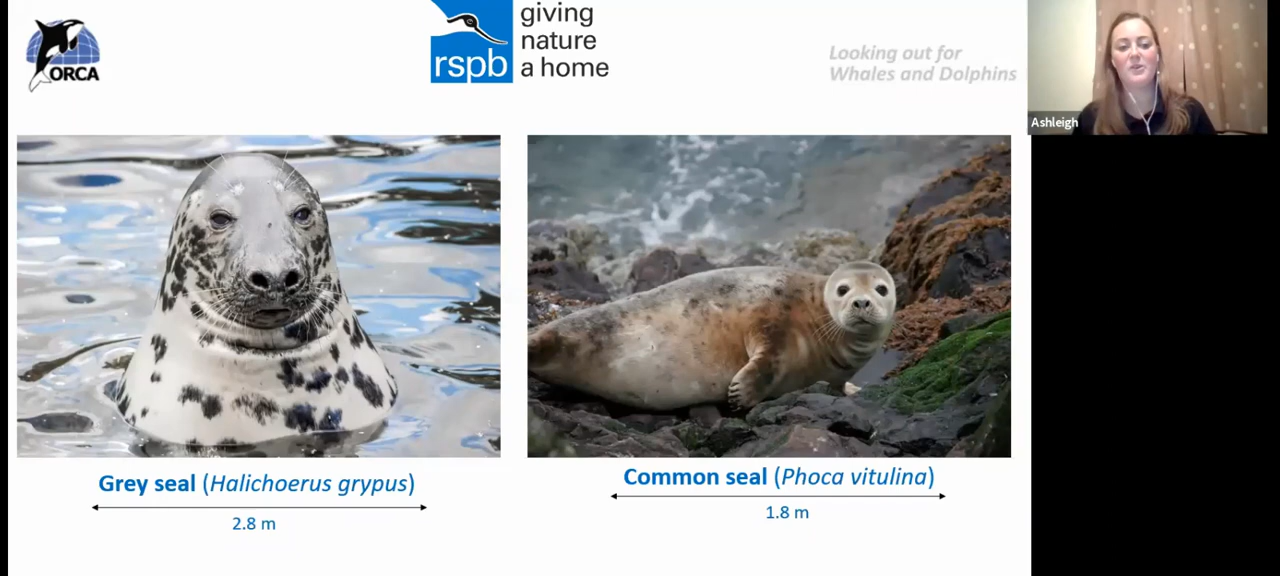 ORCA
rspb
giving
nature
a home
Looking out for
Whales and Dolphins
Ashleigh
Grey seal (Halichoerus grypus)
2.8 m
Common seal (Phoca vitulina)
1.8 m